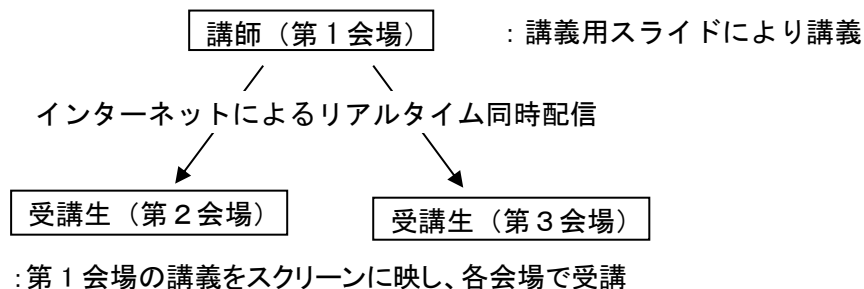 講師（第１会場）　：講義用スライドにより講義
インターネットによるリアルタイム同時配信
受講生（第２会場）　受講生（第３会場）
：第１会場の講義をスクリーンに映し、各会場で受講